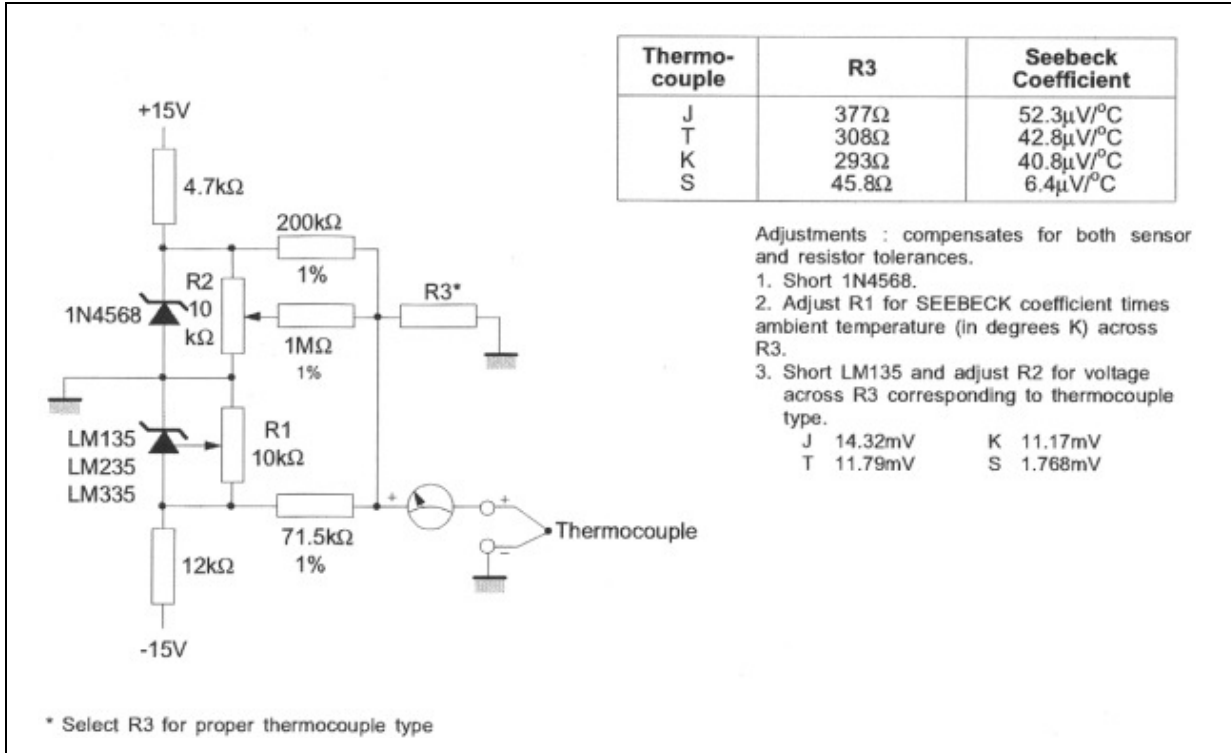 +15V
4.7kΩ
200kΩ
1%
R2
10
kΩ
1N4568
1MΩ
1%
R3*
LM135
LM235
LM335
R1
10kΩ
+
+
71.5kΩ
1%
Thermocouple
−
12kΩ
-15V
* Select R3 for proper thermocouple type
Thermo-
couple R3 Seebeck
Coefficient
J 377Ω 52.3μV/°C
T 308Ω 42.8μV/°C
K 293Ω 40.8μV/°C
S 45.8Ω 6.4μV/°C
Adjustments : compensates for both sensor
and resistor tolerances.
1. Short 1N4568.
2. Adjust R1 for SEEBECK coefficient times
ambient temperature (in degrees K) across
R3.
3. Short LM135 and adjust R2 for voltage
across R3 corresponding to thermocouple
type.
J 14.32mV K 11.17mV
T 11.79mV S 1.768mV